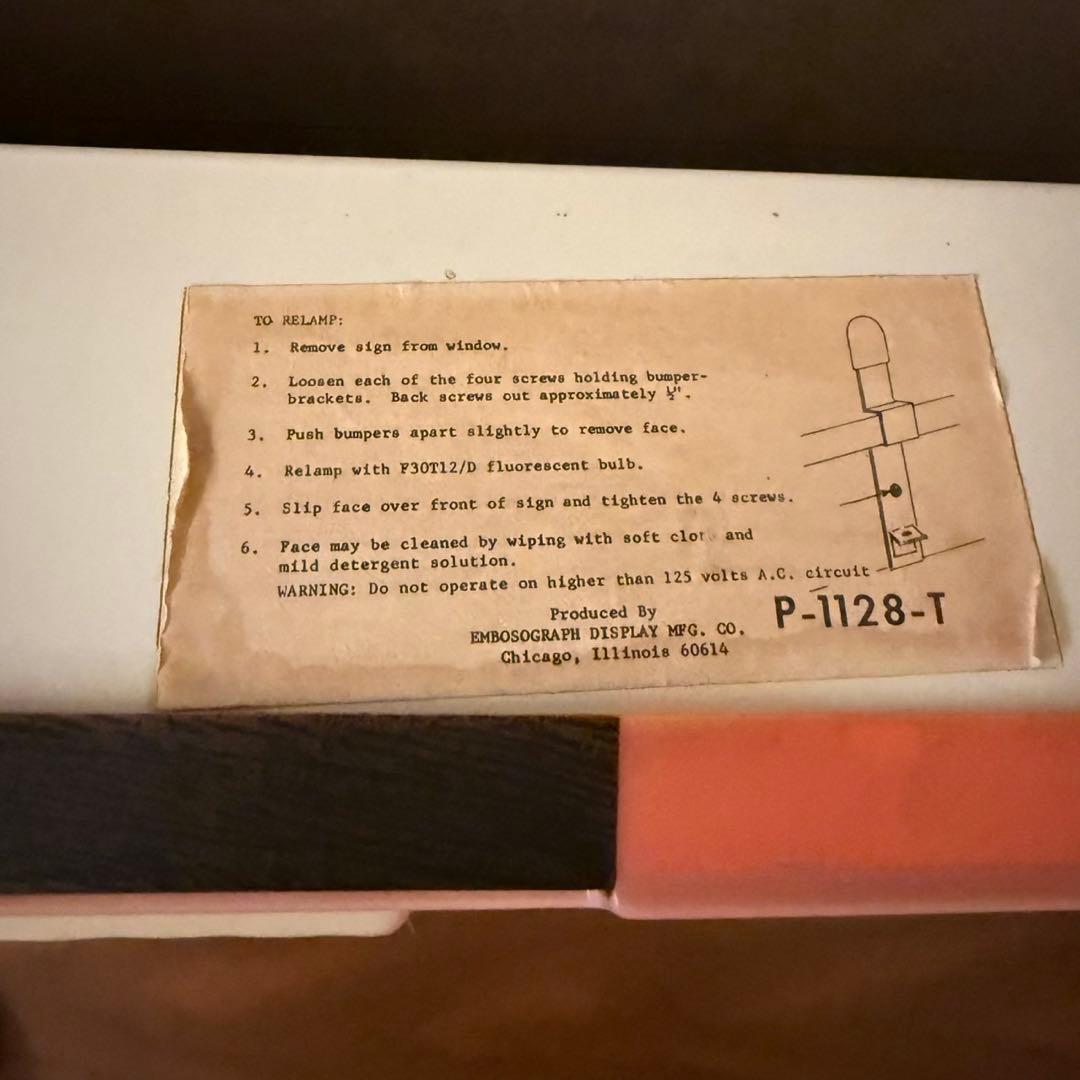 TO RELAMP:
1. Remove sign from window.
2. Loosen each of the four screws holding bumper-
brackets. Back screws out approximately ½".
3. Push bumpers apart slightly to remove face.
4. Relamp with F30T12/D fluorescent bulb.
5. Slip face over front of sign and tighten the 4 screws.
6. Face may be cleaned by wiping with soft clot and
mild detergent solution.
WARNING: Do not operate on higher than 125 volts A.C. circuit
P-1128-T
Produced By
EMBOSOGRAPH DISPLAY MFG. CO.
Chicago, Illinois 60614